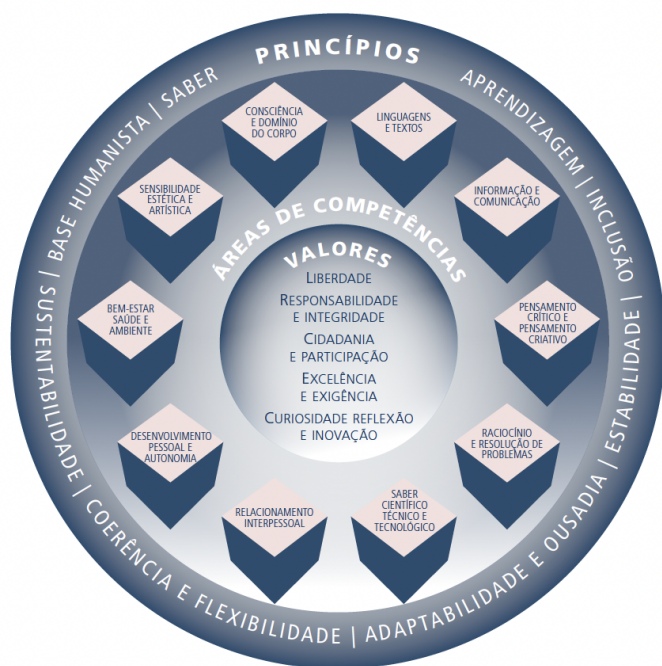 PRINCÍPIOS
BASE HUMANISTA | SABER
APRENDIZAGEM | INCLUSÃO |
ESTABILIDADE |
ADAPTABILIDADE E OUSADIA |
COERÊNCIA E FLEXIBILIDADE |
SUSTENTABILIDADE |
ÁREAS DE COMPETÊNCIAS
CONSCIÊNCIA
E DOMÍNIO
DO CORPO
LINGUAGENS
E TEXTOS
INFORMAÇÃO E
COMUNICAÇÃO
PENSAMENTO
CRÍTICO E
PENSAMENTO
CRIATIVO
RACIOCÍNIO
E RESOLUÇÃO DE
PROBLEMAS
SABER
CIENTÍFICO
TÉCNICO E
TECNOLÓGICO
RELACIONAMENTO
INTERPESSOAL
DESENVOLVIMENTO
PESSOAL E
AUTONOMIA
BEM-ESTAR
SAÚDE E
AMBIENTE
SENSIBILIDADE
ESTÉTICA E
ARTÍSTICA
VALORES
LIBERDADE
RESPONSABILIDADE
E INTEGRIDADE
CIDADANIA
E PARTICIPAÇÃO
EXCELÊNCIA
E EXIGÊNCIA
CURIOSIDADE REFLEXÃO
E INOVAÇÃO